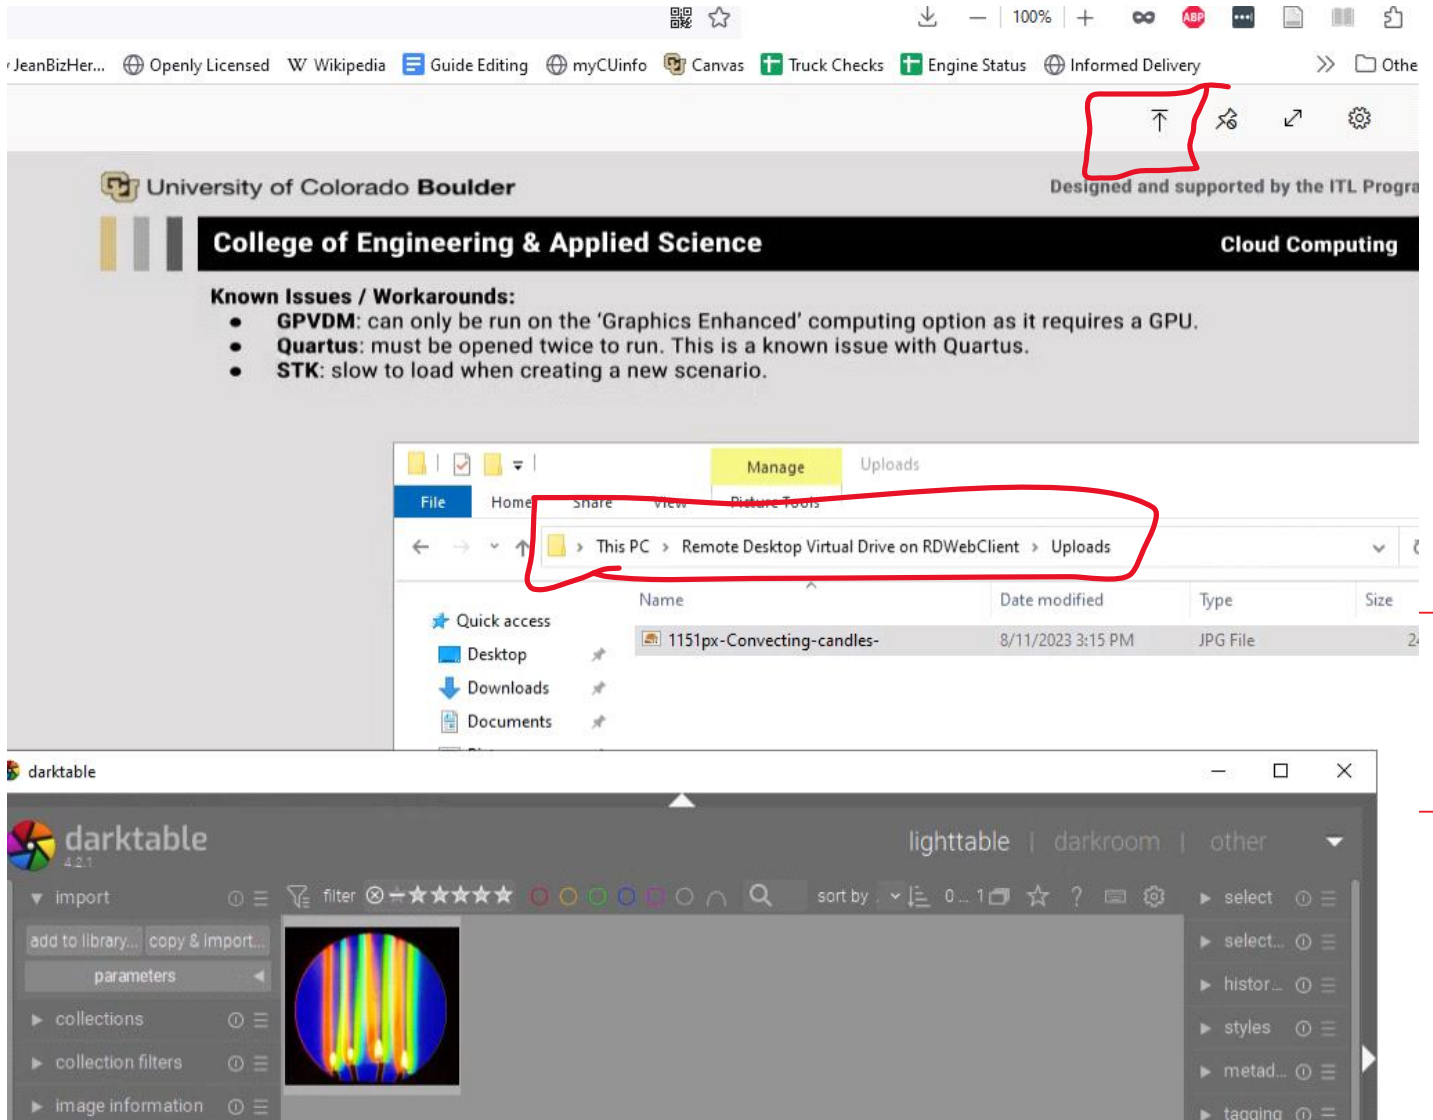 100%
ABP
JeanBizHer... Openly Licensed W Wikipedia Guide Editing myCUinfo Canvas Truck Checks Engine Status Informed Delivery Othe
University of Colorado Boulder
Designed and supported by the ITL Progra
College of Engineering & Applied Science
Cloud Computing
Known Issues / Workarounds:
● GPVDM: can only be run on the ‘Graphics Enhanced’ computing option as it requires a GPU.
● Quartus: must be opened twice to run. This is a known issue with Quartus.
● STK: slow to load when creating a new scenario.
Manage Uploads
File Home Share View Picture Tools
› This PC › Remote Desktop Virtual Drive on RDWebClient › Uploads
Name Date modified Type Size
Quick access
1151px-Convecting-candles- 8/11/2023 3:15 PM JPG File 24
Desktop
Downloads
Documents
darktable
darktable
4.2.1
lighttable | darkroom | other
import
filter
sort by
0 ... 1
?
select
add to library... copy & import...
select...
parameters
histor...
collections
styles
collection filters
metad...
image information
tagging